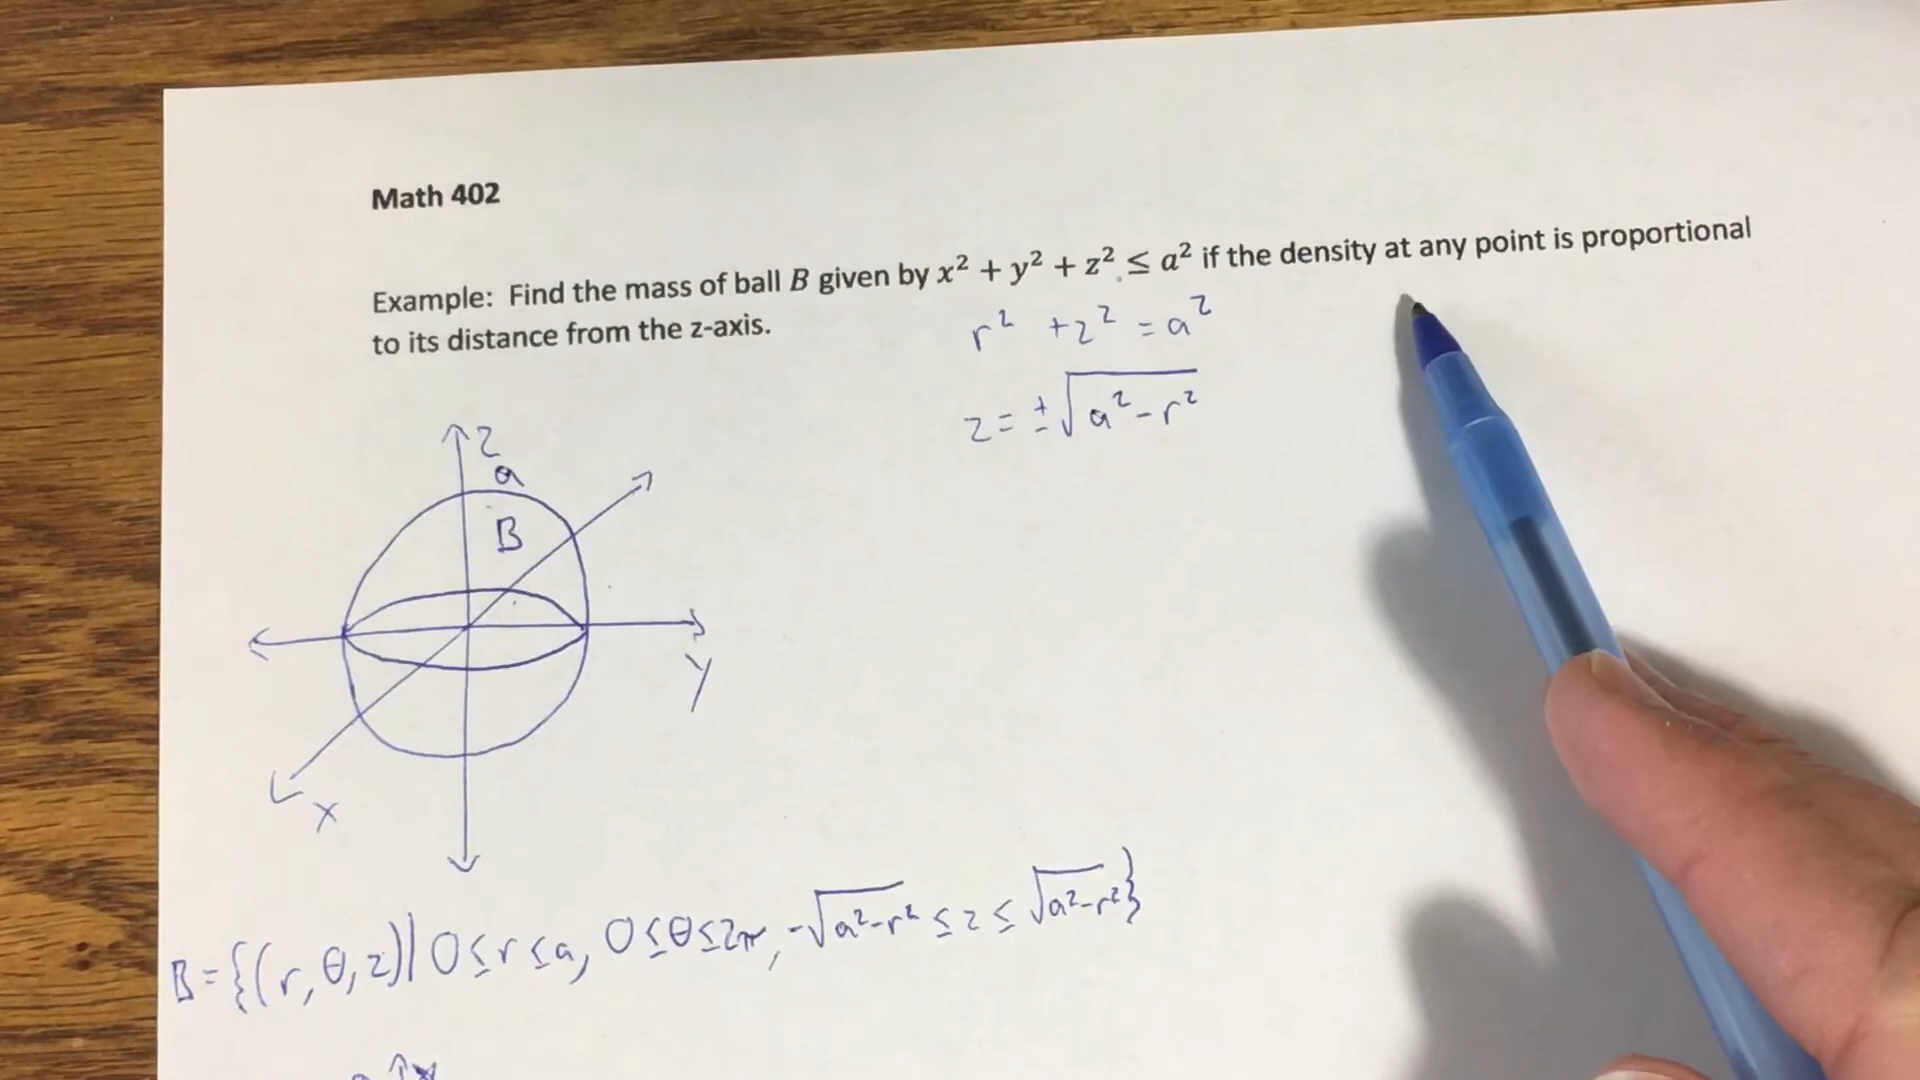 Math 402
Example: Find the mass of ball B given by x² + y² + z² ≤ a² if the density at any point is proportional
to its distance from the z-axis.
r² + z² = a²
z = ±√(a² - r²)
z
a
B
y
x
B = {(r, θ, z) | 0 ≤ r ≤ a, 0 ≤ θ ≤ 2π, -√(a²-r²) ≤ z ≤ √(a²-r²)}